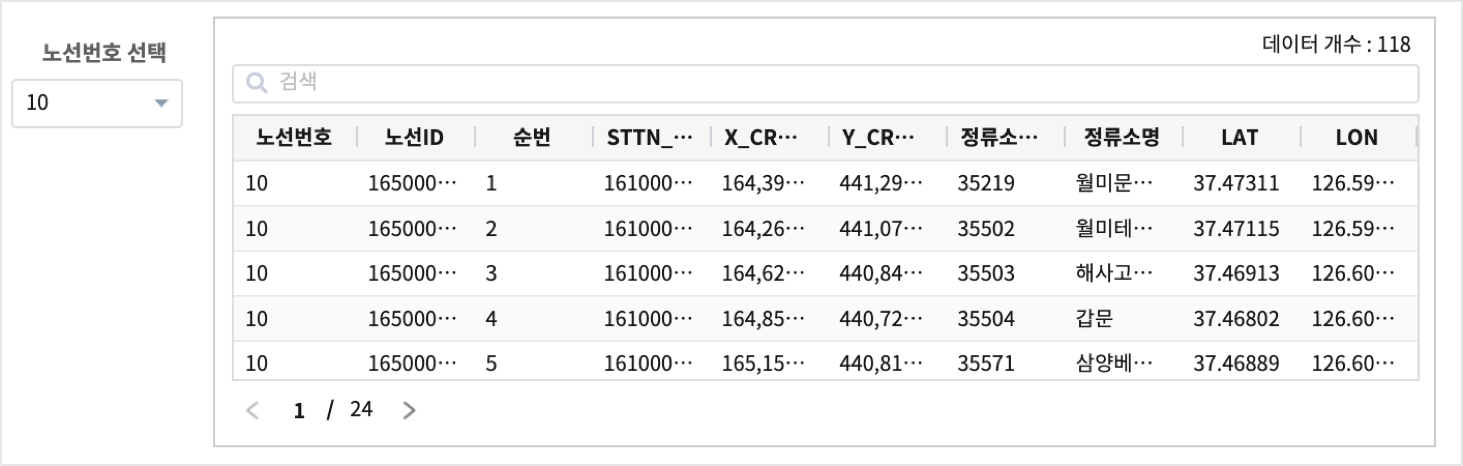 노선번호 선택
10
데이터 개수 : 118
검색
노선번호 노선ID 순번 STTN_⋯ X_CR⋯ Y_CR⋯ 정류소⋯ 정류소명 LAT LON
10 165000⋯ 1 161000⋯ 164,39⋯ 441,29⋯ 35219 월미문⋯ 37.47311 126.59⋯
10 165000⋯ 2 161000⋯ 164,26⋯ 441,07⋯ 35502 월미테⋯ 37.47115 126.59⋯
10 165000⋯ 3 161000⋯ 164,62⋯ 440,84⋯ 35503 해사고⋯ 37.46913 126.60⋯
10 165000⋯ 4 161000⋯ 164,85⋯ 440,72⋯ 35504 갑문 37.46802 126.60⋯
10 165000⋯ 5 161000⋯ 165,15⋯ 440,81⋯ 35571 삼양베⋯ 37.46889 126.60⋯
1 / 24